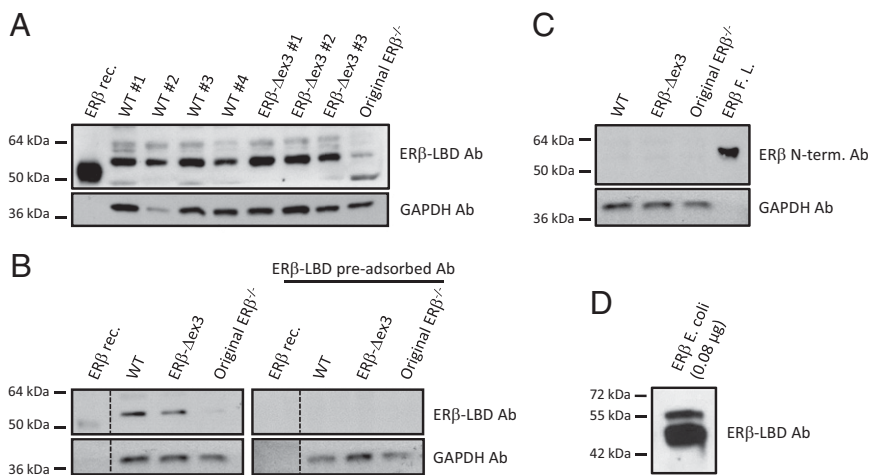 A
ERβ rec.
WT #1
WT #2
WT #3
WT #4
ERβ-Δex3 #1
ERβ-Δex3 #2
ERβ-Δex3 #3
Original ERβ-/-
64 kDa
50 kDa
36 kDa
ERβ-LBD Ab
GAPDH Ab
B
ERβ-LBD pre-adsorbed Ab
ERβ rec.
WT
ERβ-Δex3
Original ERβ-/-
ERβ rec.
WT
ERβ-Δex3
Original ERβ-/-
64 kDa
50 kDa
36 kDa
ERβ-LBD Ab
GAPDH Ab
C
WT
ERβ-Δex3
Original ERβ-/-
ERβ F. L.
64 kDa
50 kDa
36 kDa
ERβ N-term. Ab
GAPDH Ab
D
ERβ E. coli
(0.08 µg)
72 kDa
55 kDa
42 kDa
ERβ-LBD Ab